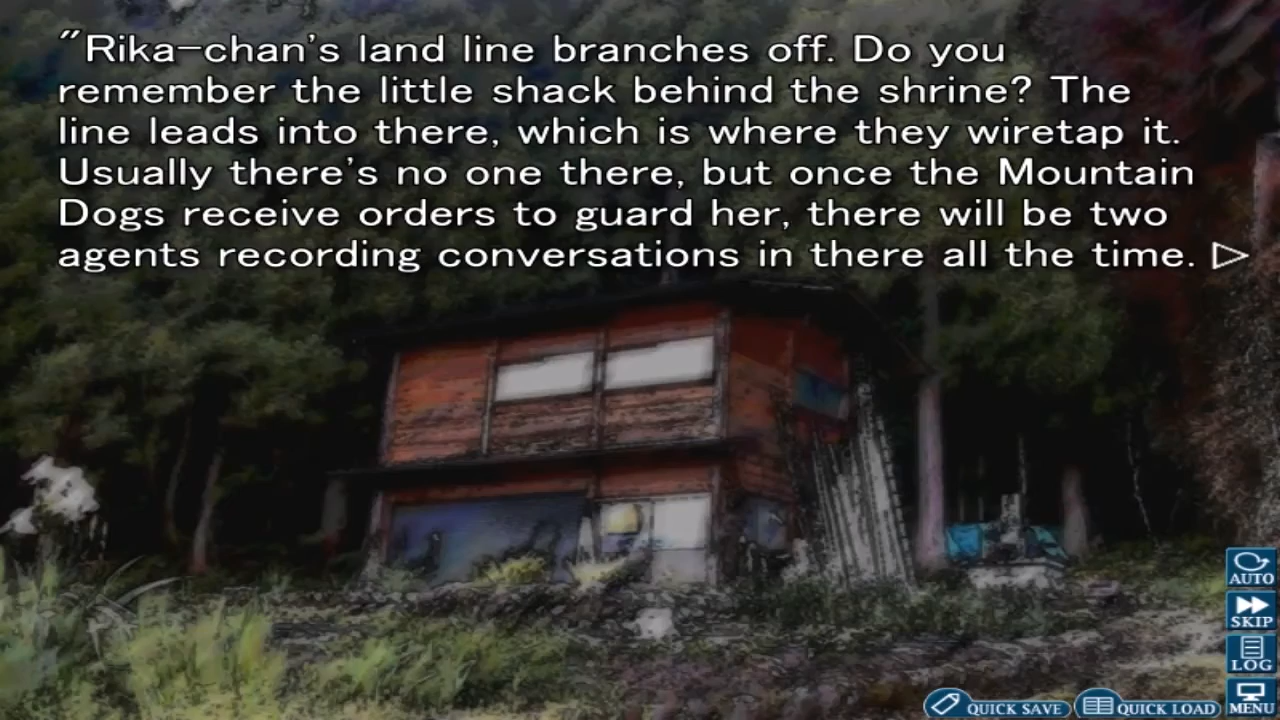 "Rika-chan's land line branches off. Do you
remember the little shack behind the shrine? The
line leads into there, which is where they wiretap it.
Usually there's no one there, but once the Mountain
Dogs receive orders to guard her, there will be two
agents recording conversations in there all the time.
AUTO
SKIP
LOG
MENU
QUICK SAVE
QUICK LOAD